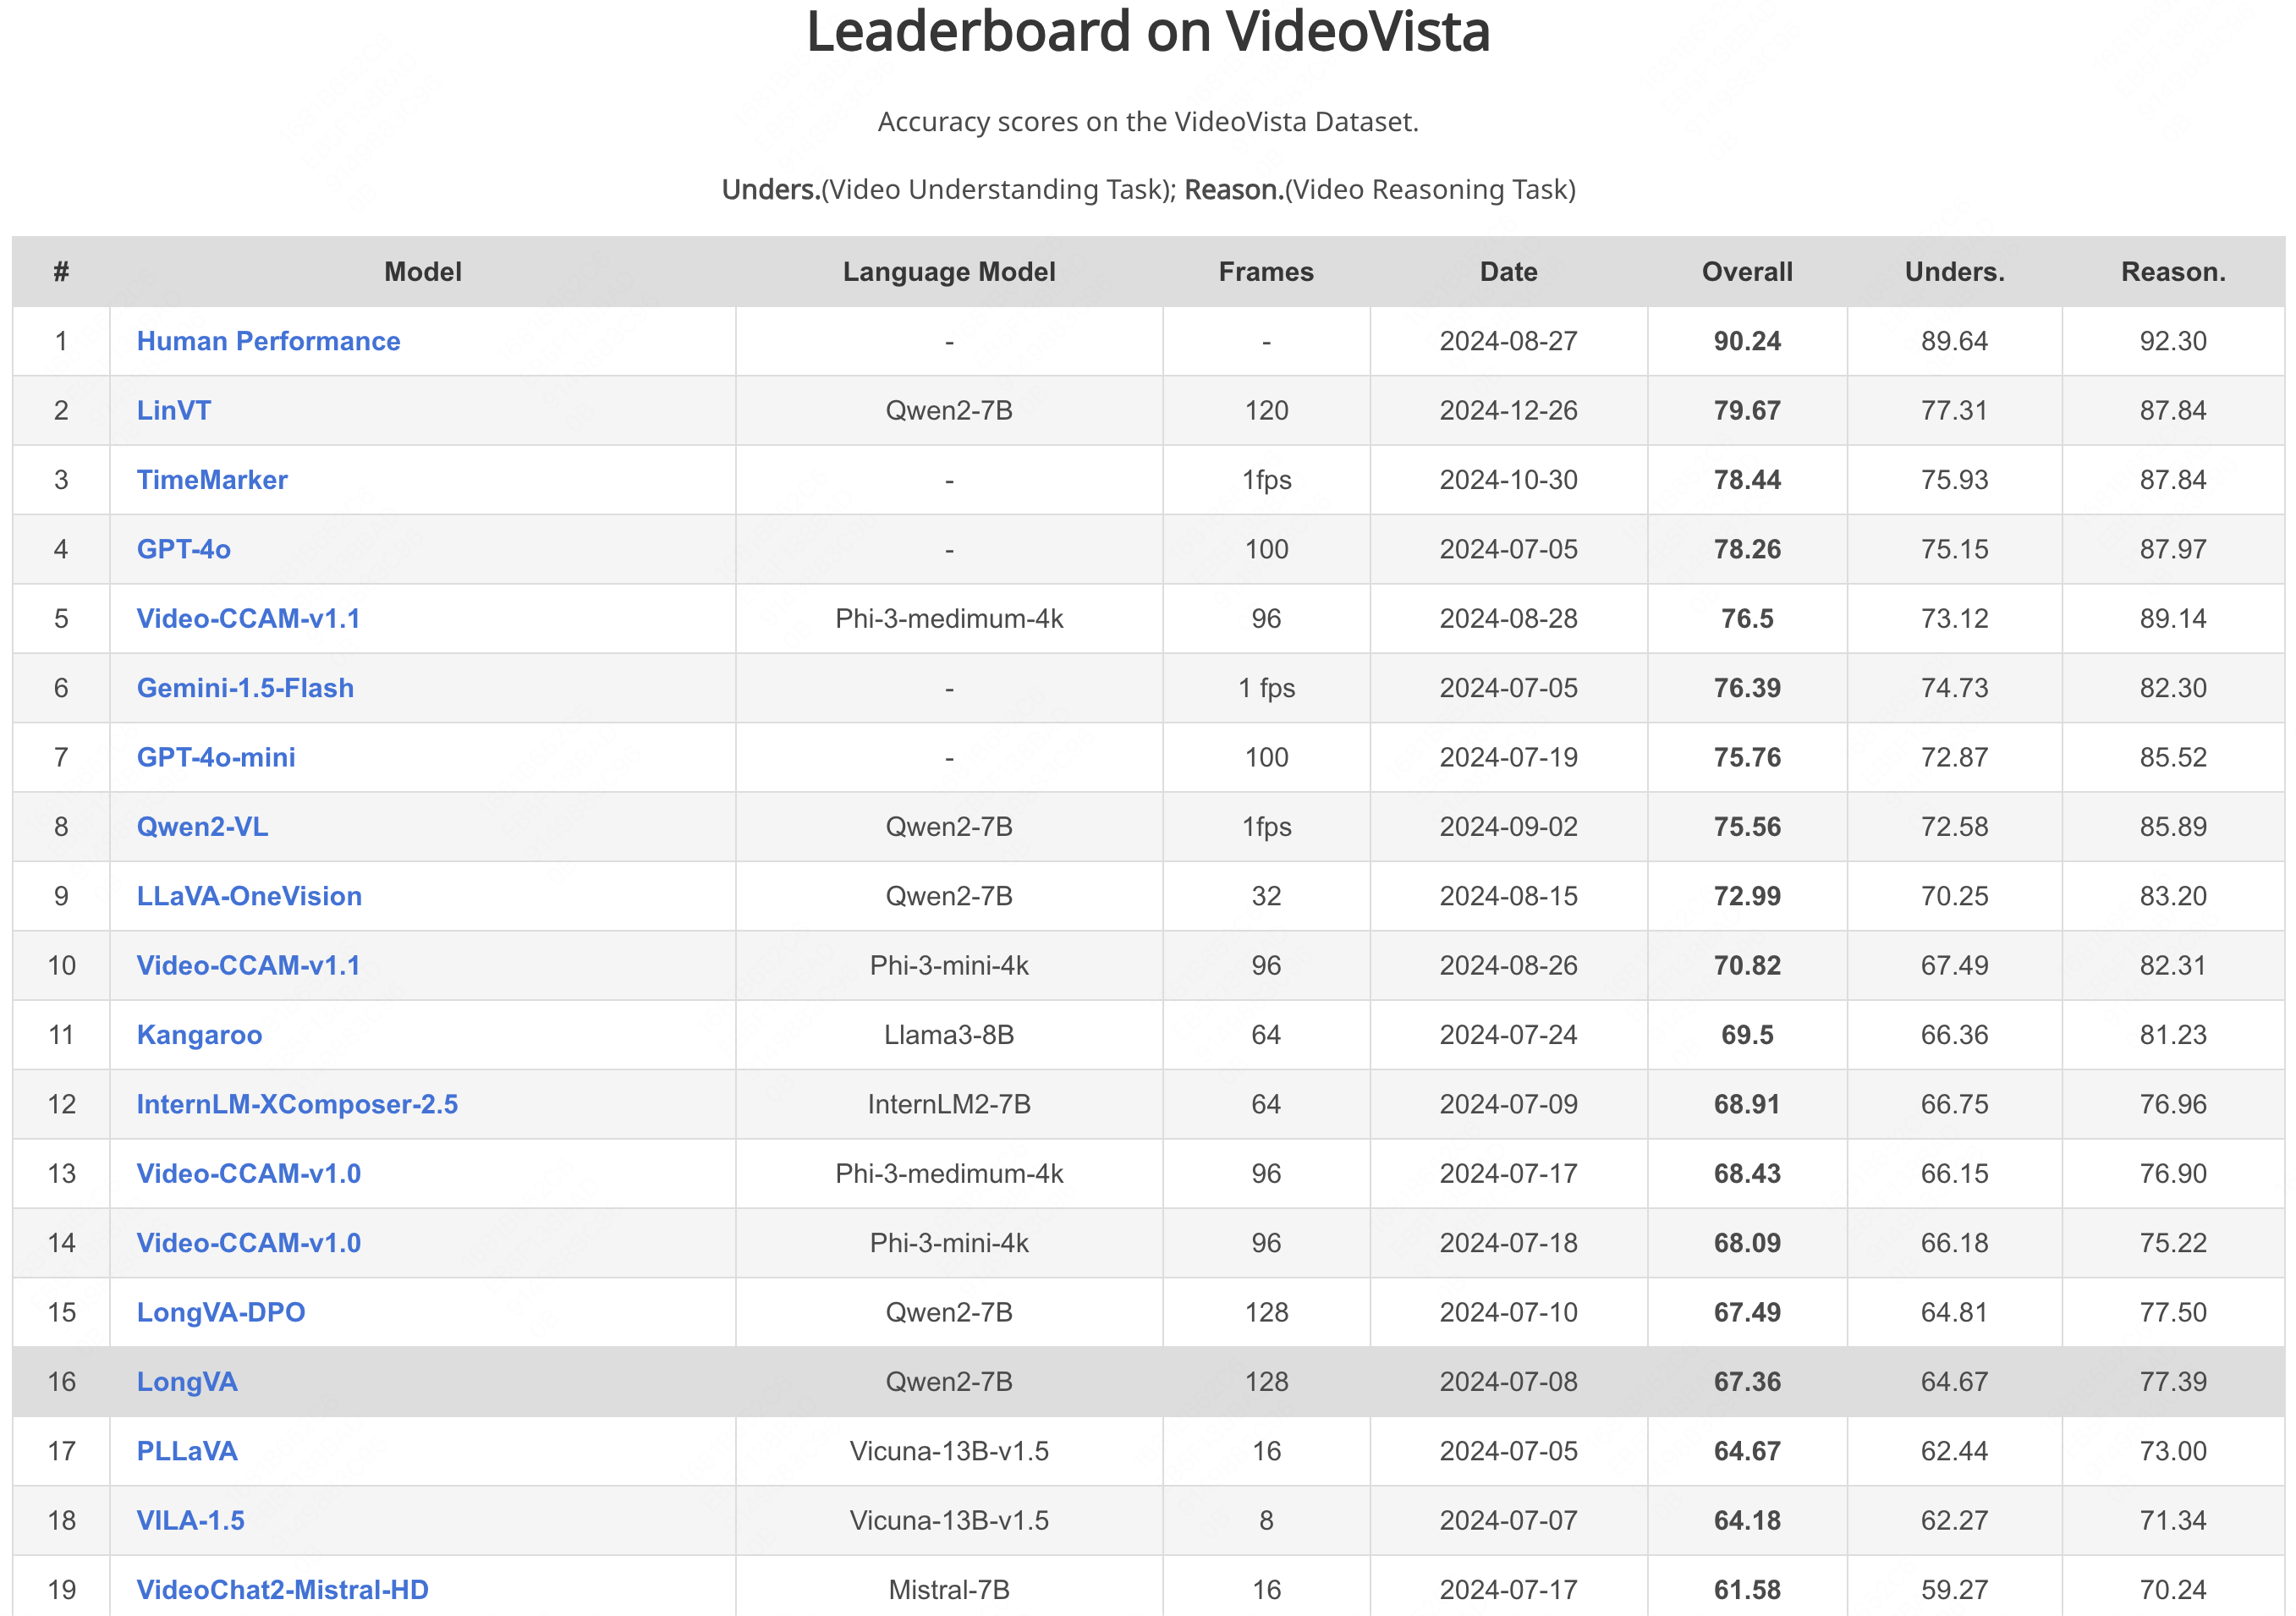 Leaderboard on VideoVista
Accuracy scores on the VideoVista Dataset.
Unders.(Video Understanding Task); Reason.(Video Reasoning Task)
# Model Language Model Frames Date Overall Unders. Reason.
1 Human Performance - - 2024-08-27 90.24 89.64 92.30
2 LinVT Qwen2-7B 120 2024-12-26 79.67 77.31 87.84
3 TimeMarker - 1fps 2024-10-30 78.44 75.93 87.84
4 GPT-4o - 100 2024-07-05 78.26 75.15 87.97
5 Video-CCAM-v1.1 Phi-3-medimum-4k 96 2024-08-28 76.5 73.12 89.14
6 Gemini-1.5-Flash - 1 fps 2024-07-05 76.39 74.73 82.30
7 GPT-4o-mini - 100 2024-07-19 75.76 72.87 85.52
8 Qwen2-VL Qwen2-7B 1fps 2024-09-02 75.56 72.58 85.89
9 LLaVA-OneVision Qwen2-7B 32 2024-08-15 72.99 70.25 83.20
10 Video-CCAM-v1.1 Phi-3-mini-4k 96 2024-08-26 70.82 67.49 82.31
11 Kangaroo Llama3-8B 64 2024-07-24 69.5 66.36 81.23
12 InternLM-XComposer-2.5 InternLM2-7B 64 2024-07-09 68.91 66.75 76.96
13 Video-CCAM-v1.0 Phi-3-medimum-4k 96 2024-07-17 68.43 66.15 76.90
14 Video-CCAM-v1.0 Phi-3-mini-4k 96 2024-07-18 68.09 66.18 75.22
15 LongVA-DPO Qwen2-7B 128 2024-07-10 67.49 64.81 77.50
16 LongVA Qwen2-7B 128 2024-07-08 67.36 64.67 77.39
17 PLLaVA Vicuna-13B-v1.5 16 2024-07-05 64.67 62.44 73.00
18 VILA-1.5 Vicuna-13B-v1.5 8 2024-07-07 64.18 62.27 71.34
19 VideoChat2-Mistral-HD Mistral-7B 16 2024-07-17 61.58 59.27 70.24